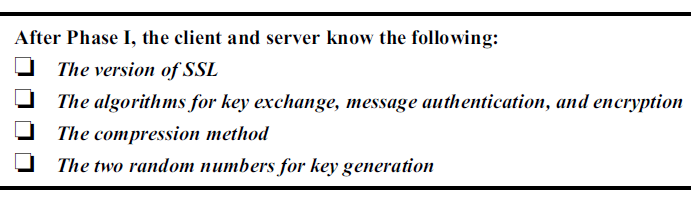 After Phase I, the client and server know the following:
❏ The version of SSL
❏ The algorithms for key exchange, message authentication, and encryption
❏ The compression method
❏ The two random numbers for key generation